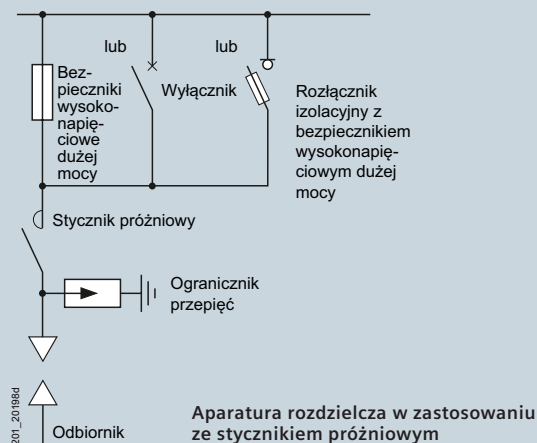 lub
lub
Bez-
pieczniki
wysoko-
napię-
ciowe
dużej
mocy
Wyłącznik
Rozłącznik
izolacyjny z
bezpiecznikiem
wysokonapię-
ciowym dużej
mocy
Stycznik próżniowy
Ogranicznik
przepięć
Odbiornik
201_20198d
Aparatura rozdzielcza w zastosowaniu
ze stycznikiem próżniowym